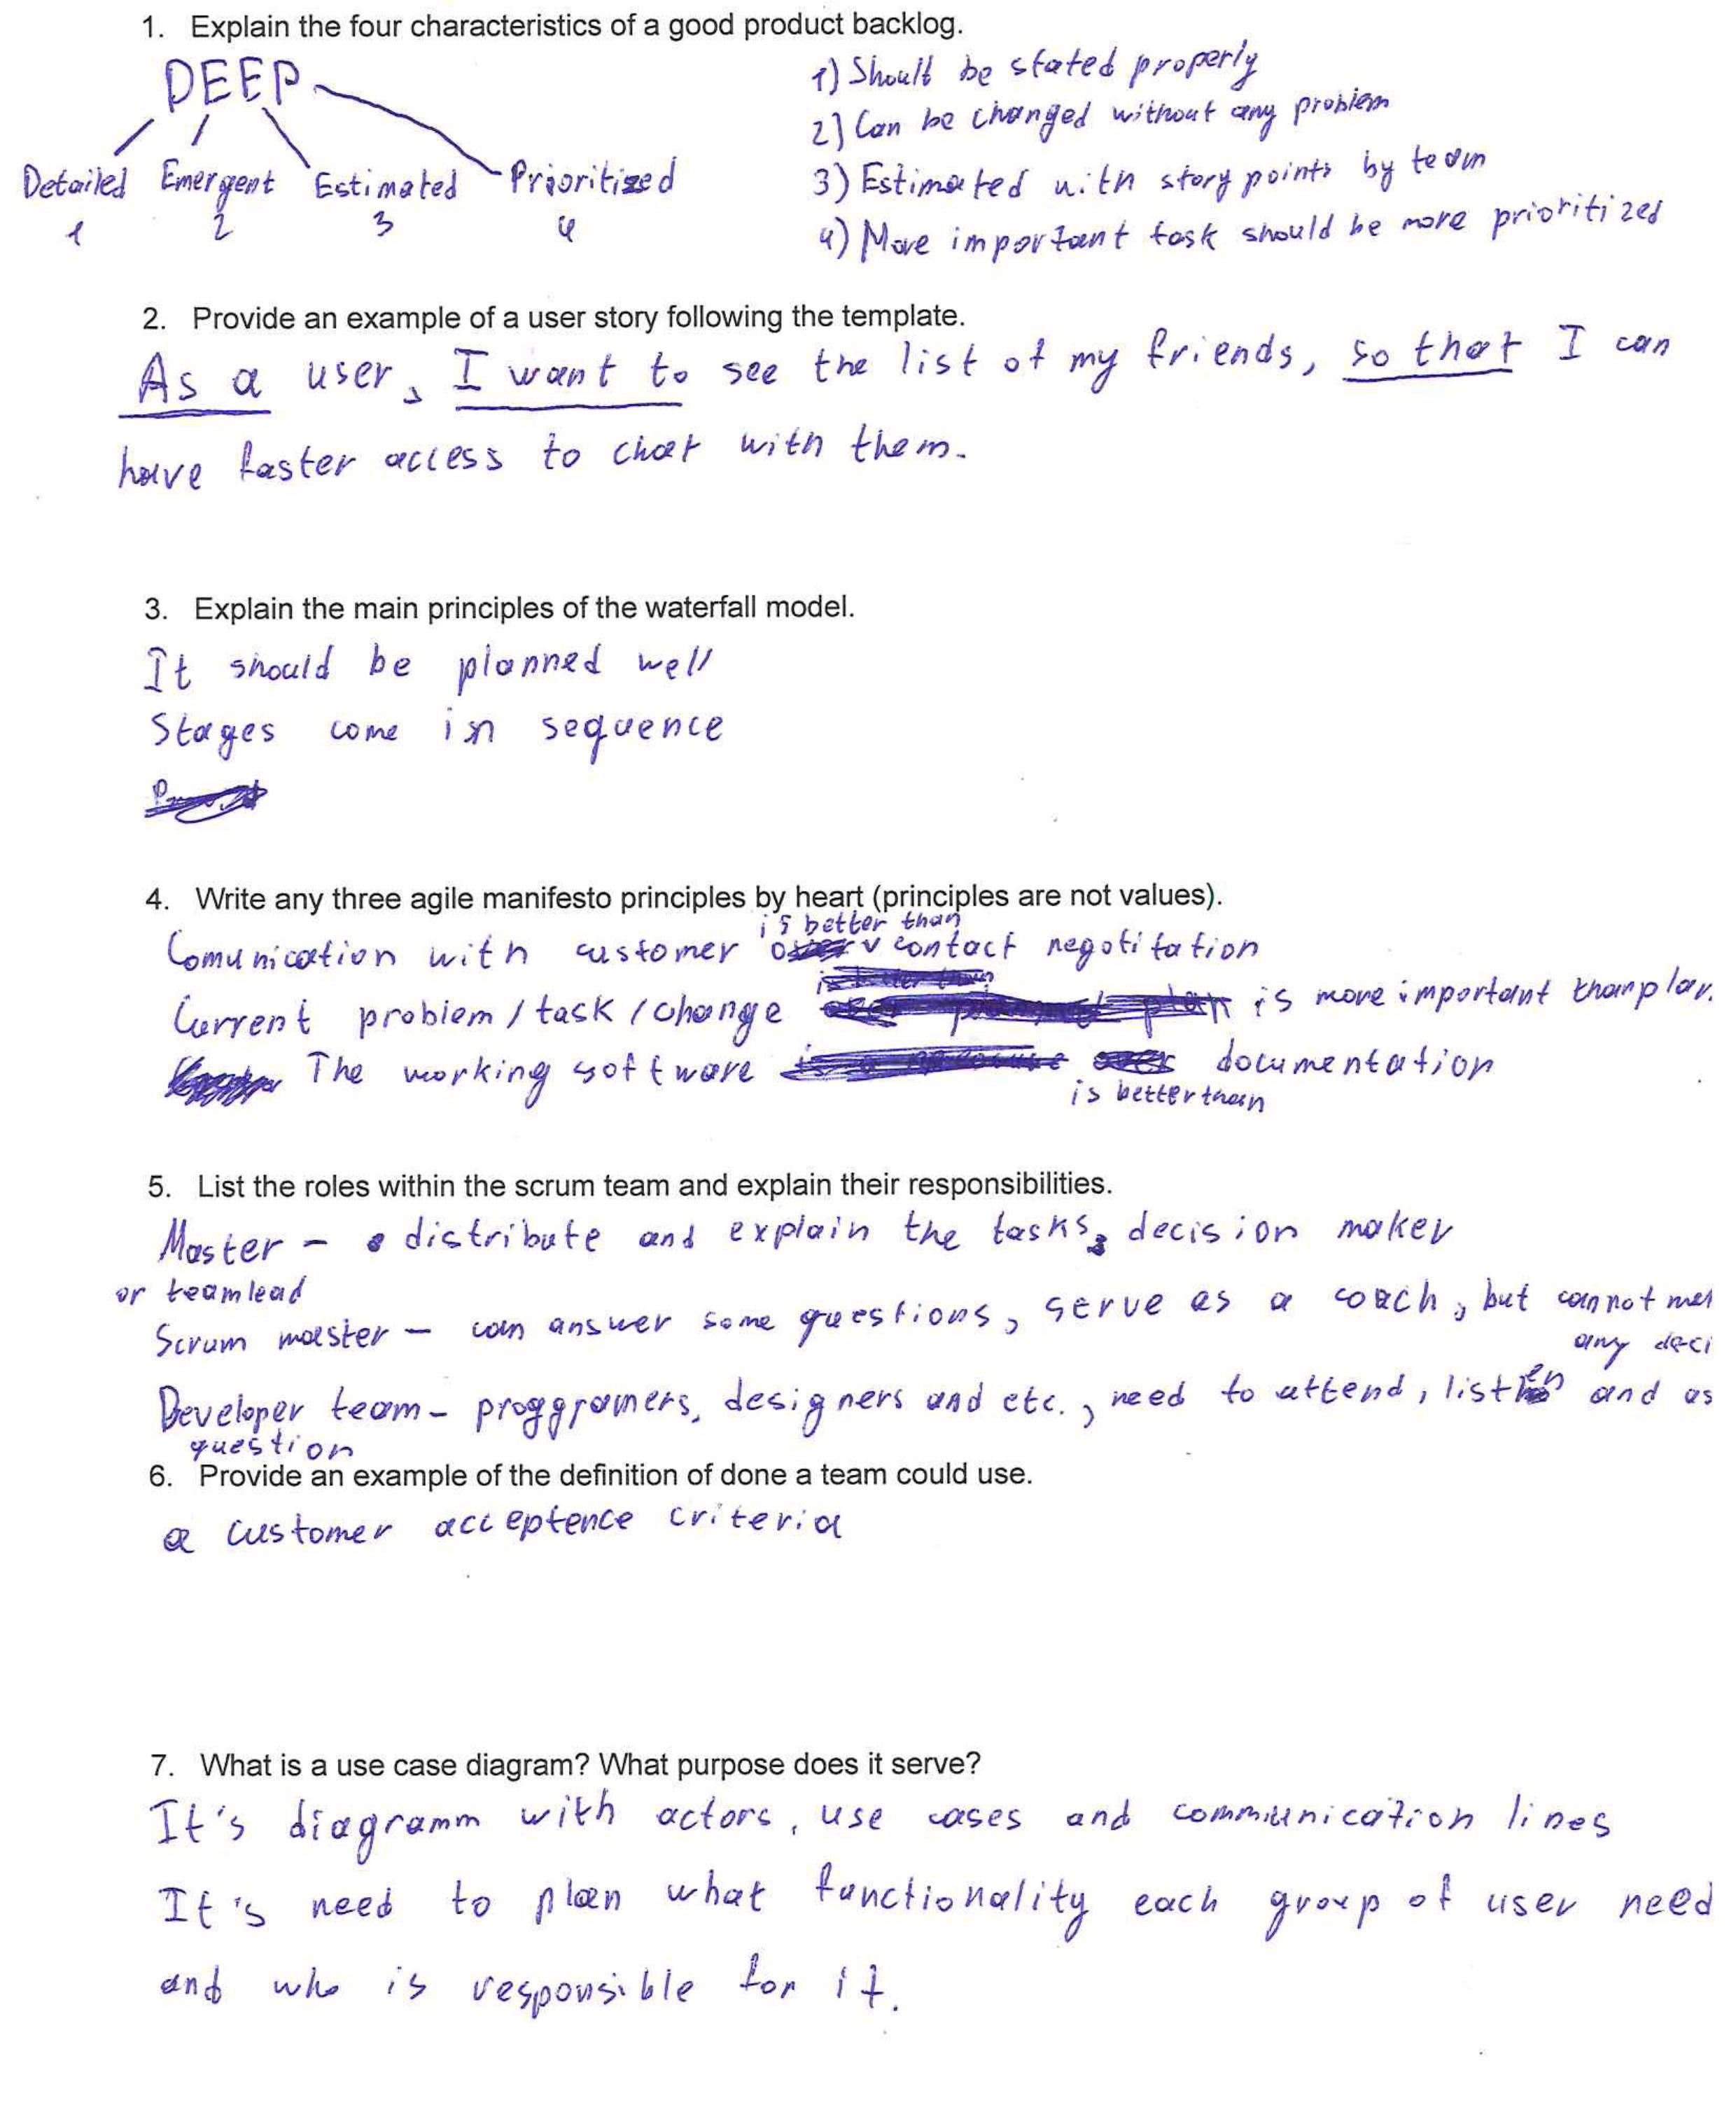 1. Explain the four characteristics of a good product backlog.
DEEP
Detailed Emergent Estimated Prioritized
1 2 3 4
1) Should be stated properly
2) Can be changed without any problem
3) Estimated with story points by team
4) More important task should be more prioritized
2. Provide an example of a user story following the template.
As a user, I want to see the list of my friends, so that I can
have faster access to chat with them.
3. Explain the main principles of the waterfall model.
It should be planned well
Stages come in sequence
4. Write any three agile manifesto principles by heart (principles are not values).
is better than
Comunication with customer contact negotitation
Current problem / task / change is more important than plan.
The working software documentation
is better than
5. List the roles within the scrum team and explain their responsibilities.
Master - distribute and explain the tasks, decision maker
or teamlead
Scrum master - can answer some questions, serve as a coach, but cannot
any deci
Developer team - proggramers, designers and etc., need to attend, listen and as
question
6. Provide an example of the definition of done a team could use.
a customer acceptence criteria
7. What is a use case diagram? What purpose does it serve?
It's diagramm with actors, use cases and communication lines
It's need to plan what functionality each group of user need
and who is responsible for it.